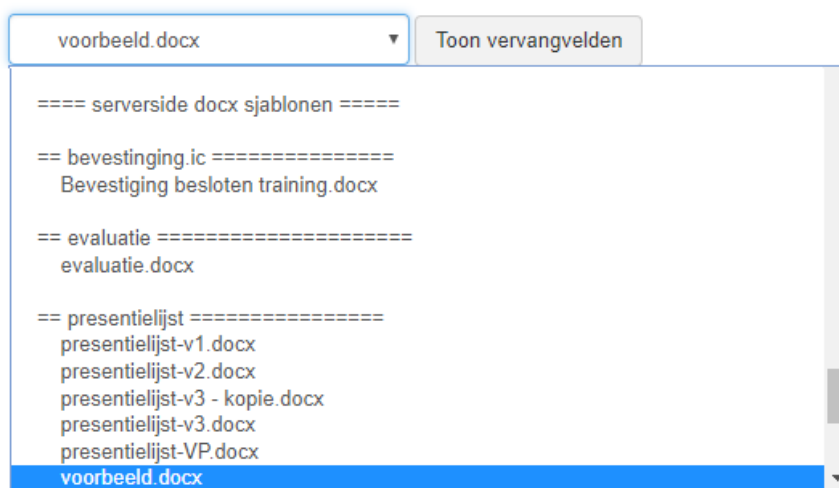 voorbeeld.docx Toon vervangvelden
==== serverside docx sjablonen =====
== bevestinging.ic ===============
Bevestiging besloten training.docx
== evaluatie =====================
evaluatie.docx
== presentielijst ================
presentielijst-v1.docx
presentielijst-v2.docx
presentielijst-v3 - kopie.docx
presentielijst-v3.docx
presentielijst-VP.docx
voorbeeld.docx